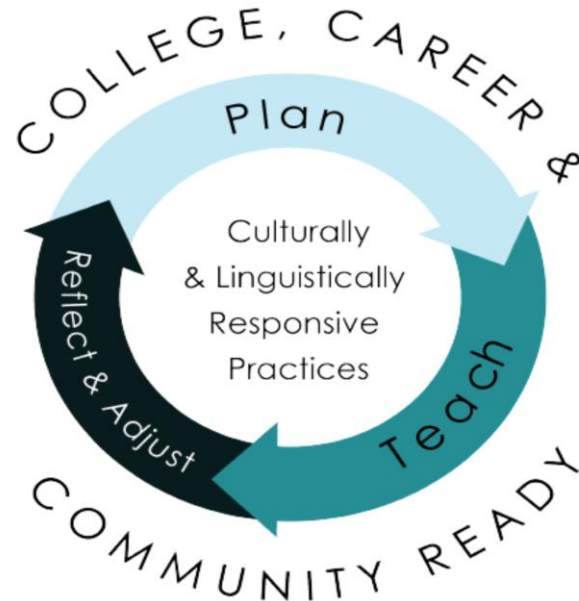 COLLEGE, CAREER &
Plan
Culturally
& Linguistically
Responsive
Practices
Teach
Reflect & Adjust
COMMUNITY READY